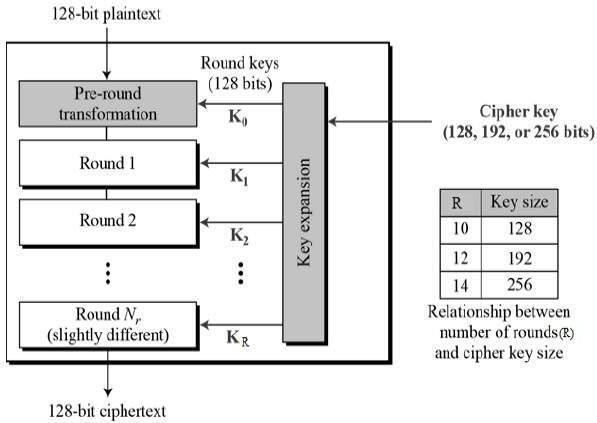 128-bit plaintext
Round keys
(128 bits)
Pre-round
transformation
K0
Cipher key
(128, 192, or 256 bits)
Round 1
K1
Round 2
K2
Key expansion
Round Nr
(slightly different)
KR
128-bit ciphertext
R Key size
10 128
12 192
14 256
Relationship between
number of rounds(R)
and cipher key size